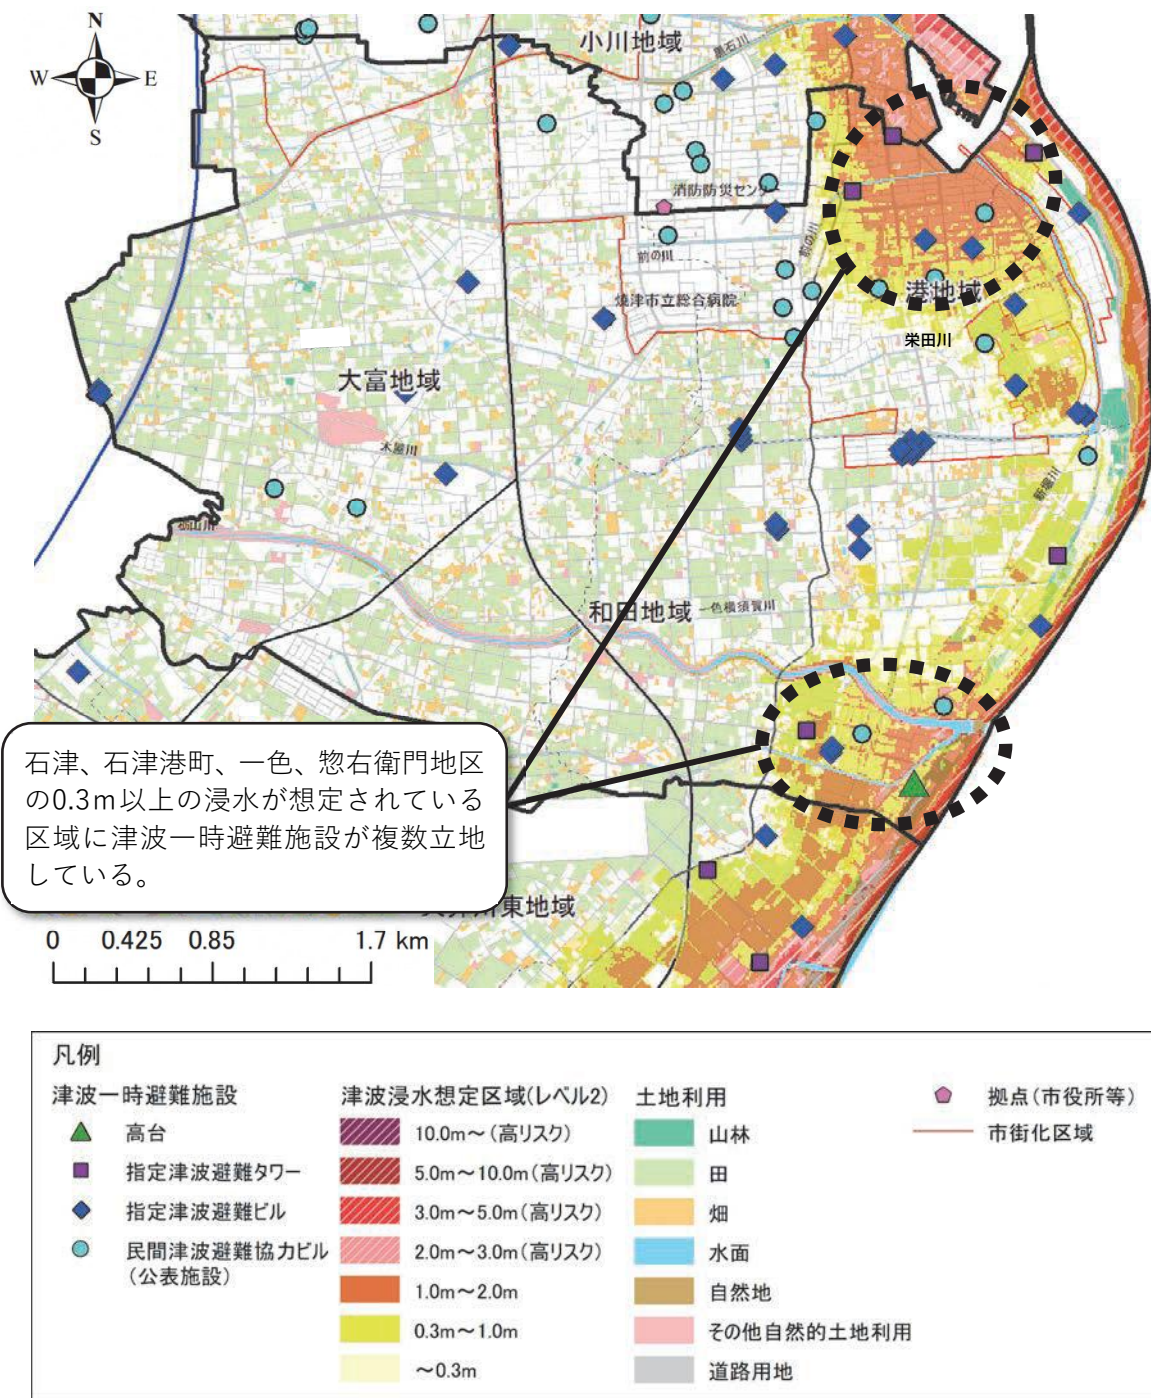 N
W
E
S
小川地域
黒石川
消防防災センター
前の川
前の川
焼津市立総合病院
港地域
栄田川
大富地域
木屋川
新堀川
栃山川
和田地域
一色横須賀川
石津、石津港町、一色、惣右衛門地区
の0.3m以上の浸水が想定されている
区域に津波一時避難施設が複数立地
している。
東地域
0 0.425 0.85 1.7 km
凡例
津波一時避難施設
高台
指定津波避難タワー
指定津波避難ビル
民間津波避難協力ビル
(公表施設)
津波浸水想定区域(レベル2)
10.0m～(高リスク)
5.0m～10.0m(高リスク)
3.0m～5.0m(高リスク)
2.0m～3.0m(高リスク)
1.0m～2.0m
0.3m～1.0m
～0.3m
土地利用
山林
田
畑
水面
自然地
その他自然的土地利用
道路用地
拠点(市役所等)
市街化区域